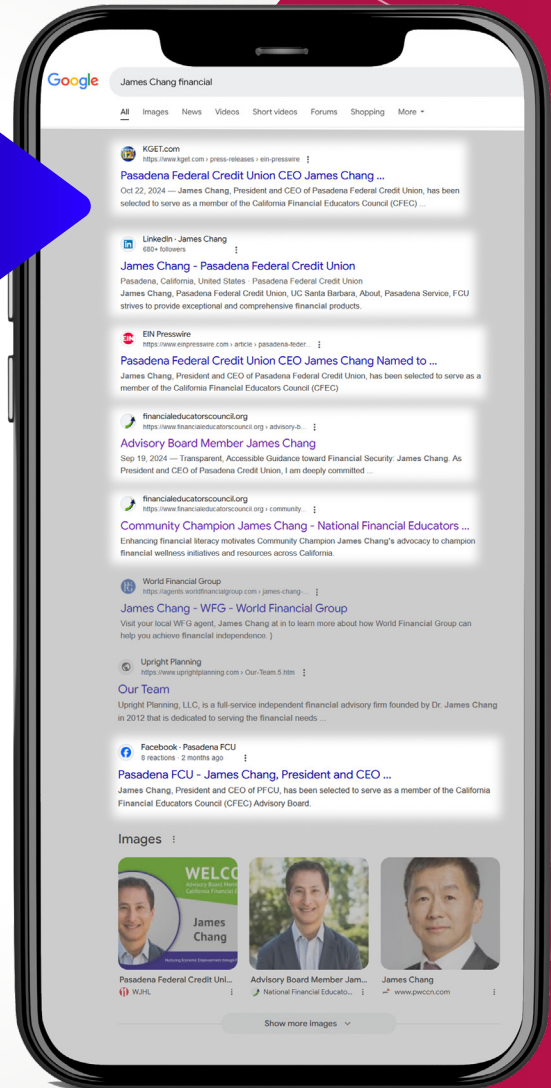 Google
James Chang financial
All Images News Videos Short videos Forums Shopping More
KGET.com
https://www.kget.com › press-releases › ein-presswire
Pasadena Federal Credit Union CEO James Chang ...
Oct 22, 2024 — James Chang, President and CEO of Pasadena Federal Credit Union, has been
selected to serve as a member of the California Financial Educators Council (CFEC) ...
LinkedIn · James Chang
680+ followers
James Chang - Pasadena Federal Credit Union
Pasadena, California, United States · Pasadena Federal Credit Union
James Chang, Pasadena Federal Credit Union, UC Santa Barbara, About, Pasadena Service, FCU
strives to provide exceptional and comprehensive financial products.
EIN Presswire
https://www.einpresswire.com › article › pasadena-feder...
Pasadena Federal Credit Union CEO James Chang Named to ...
James Chang, President and CEO of Pasadena Federal Credit Union, has been selected to serve as a
member of the California Financial Educators Council (CFEC)
financialeducatorscouncil.org
https://www.financialeducatorscouncil.org › advisory-b...
Advisory Board Member James Chang
Sep 19, 2024 — Transparent, Accessible Guidance toward Financial Security: James Chang. As
President and CEO of Pasadena Credit Union, I am deeply committed ...
financialeducatorscouncil.org
https://www.financialeducatorscouncil.org › community...
Community Champion James Chang - National Financial Educators ...
Enhancing financial literacy motivates Community Champion James Chang's advocacy to champion
financial wellness initiatives and resources across California.
World Financial Group
https://agents.worldfinancialgroup.com › james-chang-...
James Chang - WFG - World Financial Group
Visit your local WFG agent, James Chang at in to learn more about how World Financial Group can
help you achieve financial independence. }
Upright Planning
https://www.uprightplanning.com › Our-Team.5.htm
Our Team
Upright Planning, LLC, is a full-service independent financial advisory firm founded by Dr. James Chang
in 2012 that is dedicated to serving the financial needs ...
Facebook · Pasadena FCU
8 reactions · 2 months ago
Pasadena FCU - James Chang, President and CEO ...
James Chang, President and CEO of PFCU, has been selected to serve as a member of the California
Financial Educators Council (CFEC) Advisory Board.
Images
WELCO
Advisory Board Mem
California Financial E
James
Chang
Pasadena Federal Credit Uni...
WJHL
Advisory Board Member Jam...
National Financial Educato...
James Chang
www.pwccn.com
Show more images